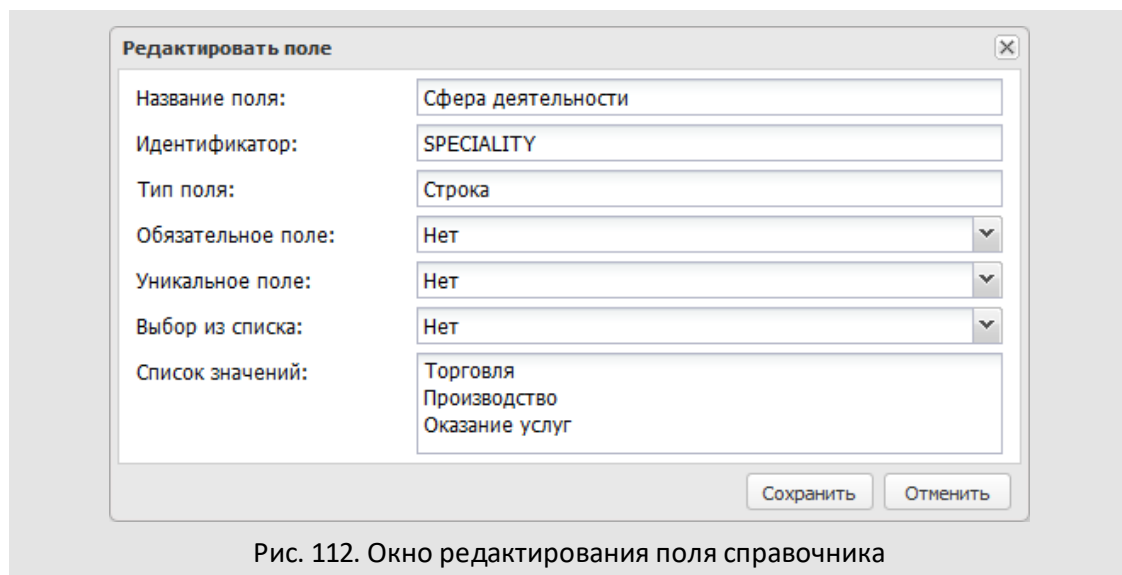 Редактировать поле
Название поля: Сфера деятельности
Идентификатор: SPECIALITY
Тип поля: Строка
Обязательное поле: Нет
Уникальное поле: Нет
Выбор из списка: Нет
Список значений: Торговля
Производство
Оказание услуг
Сохранить Отменить
Рис. 112. Окно редактирования поля справочника